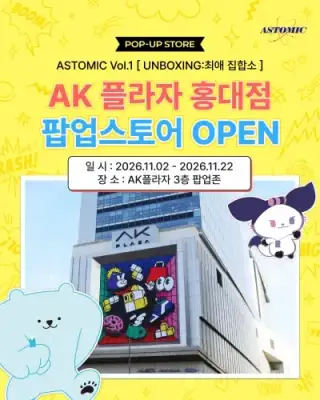 ASTOMIC
POP-UP STORE
ASTOMIC Vol.1 [ UNBOXING:최애 집합소 ]
AK 플라자 홍대점
팝업스토어 OPEN
일 시 : 2026.11.02 - 2026.11.22
장 소 : AK플라자 3층 팝업존
AK
PLAZA